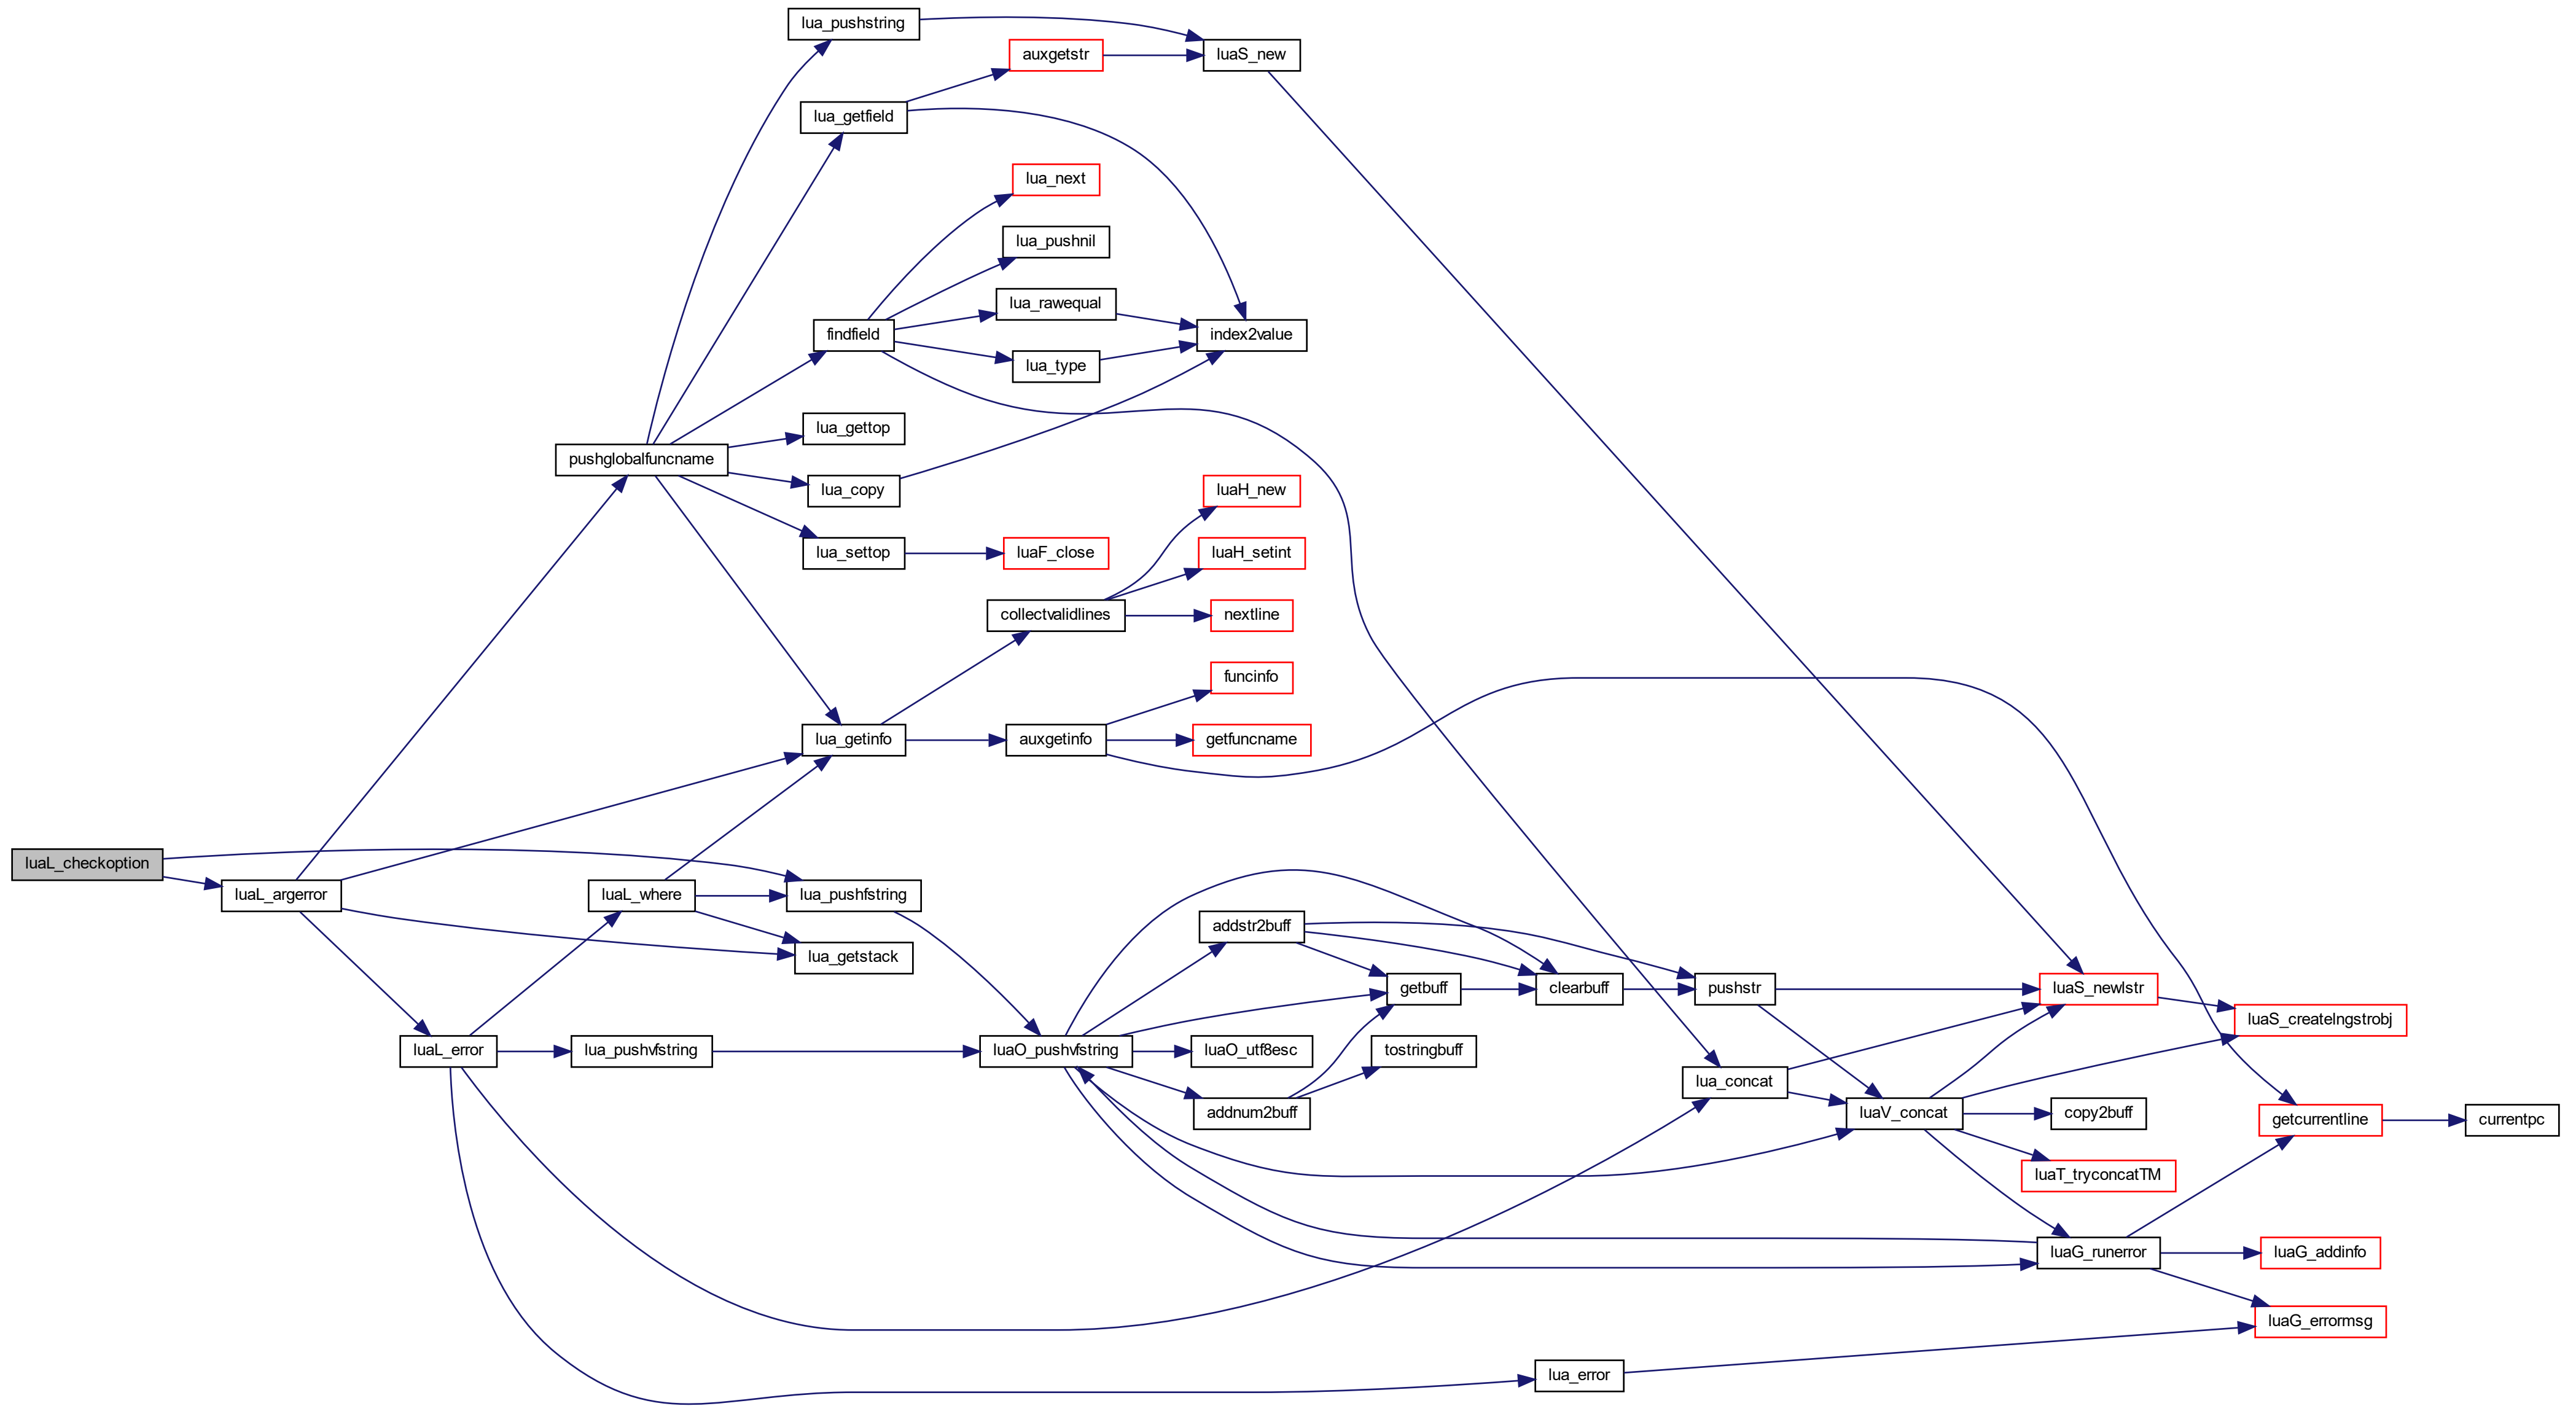 lua_pushstring
luaS_new
auxgetstr
lua_getfield
lua_next
lua_pushnil
lua_rawequal
findfield
index2value
lua_type
lua_gettop
pushglobalfuncname
lua_copy
luaH_new
lua_settop
luaF_close
luaH_setint
collectvalidlines
nextline
funcinfo
lua_getinfo
auxgetinfo
getfuncname
luaL_checkoption
luaL_argerror
luaL_where
lua_pushfstring
addstr2buff
lua_getstack
getbuff
clearbuff
pushstr
luaS_newlstr
luaS_createlngstrobj
luaL_error
lua_pushvfstring
luaO_pushvfstring
luaO_utf8esc
tostringbuff
lua_concat
addnum2buff
luaV_concat
copy2buff
getcurrentline
currentpc
luaT_tryconcatTM
luaG_runerror
luaG_addinfo
luaG_errormsg
lua_error